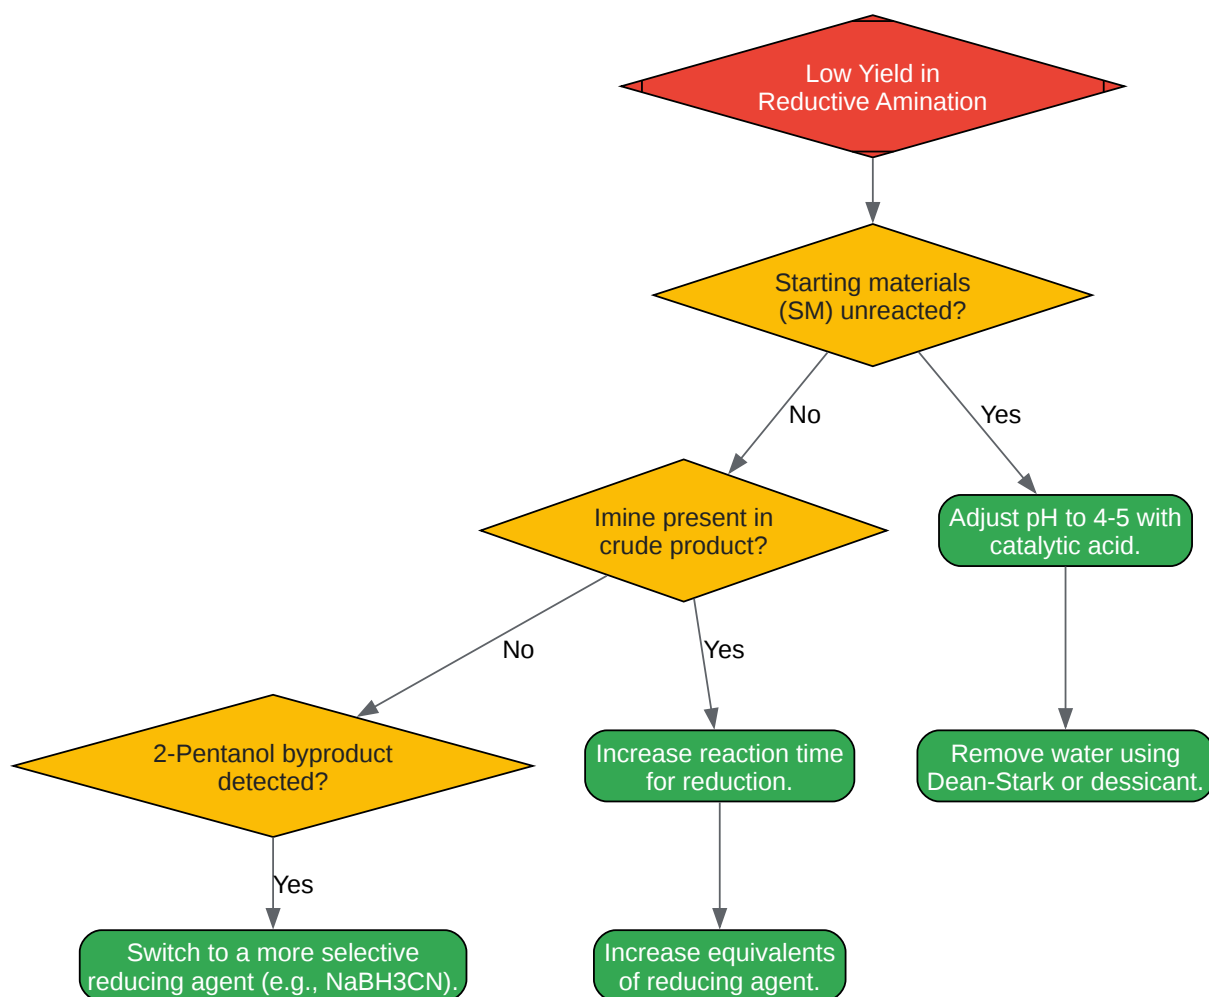 Low Yield in
Reductive Amination
Starting materials
(SM) unreacted?
No
Yes
Imine present in
crude product?
Adjust pH to 4-5 with
catalytic acid.
No
Yes
2-Pentanol byproduct
detected?
Increase reaction time
for reduction.
Remove water using
Dean-Stark or dessicant.
Yes
Switch to a more selective
reducing agent (e.g., NaBH3CN).
Increase equivalents
of reducing agent.